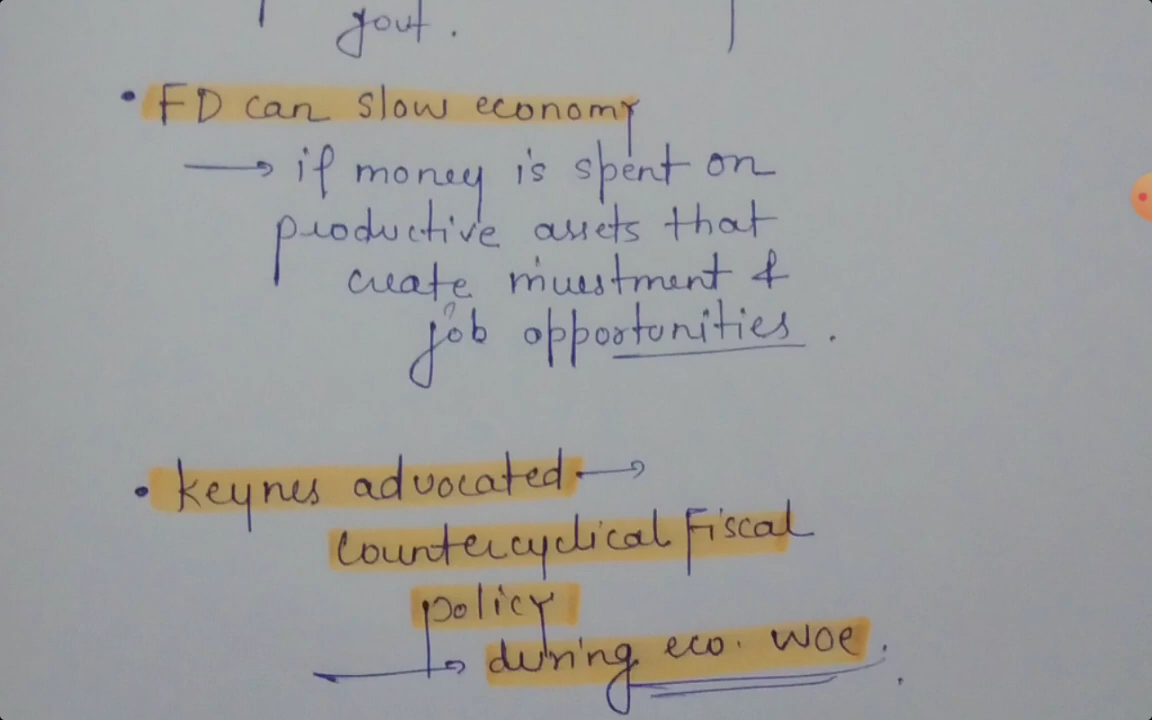 govt.
• FD can slow economy
→ if money is spent on
productive assets that
create investment &
job opportunities.
• Keynes advocated →
Countercyclical Fiscal
policy
→ during eco. woe.